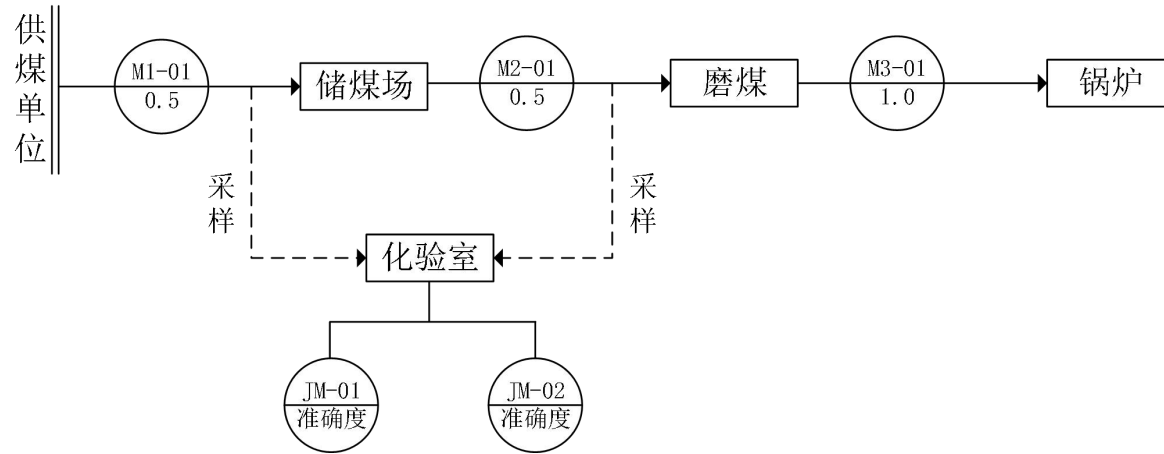 供煤单位
M1-01
0.5
储煤场
M2-01
0.5
磨煤
M3-01
1.0
锅炉
采样
采样
化验室
JM-01
准确度
JM-02
准确度